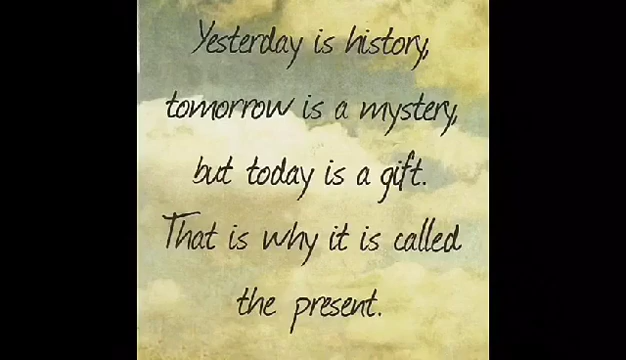 Yesterday is history,
tomorrow is a mystery,
but today is a gift.
That is why it is called
the present.